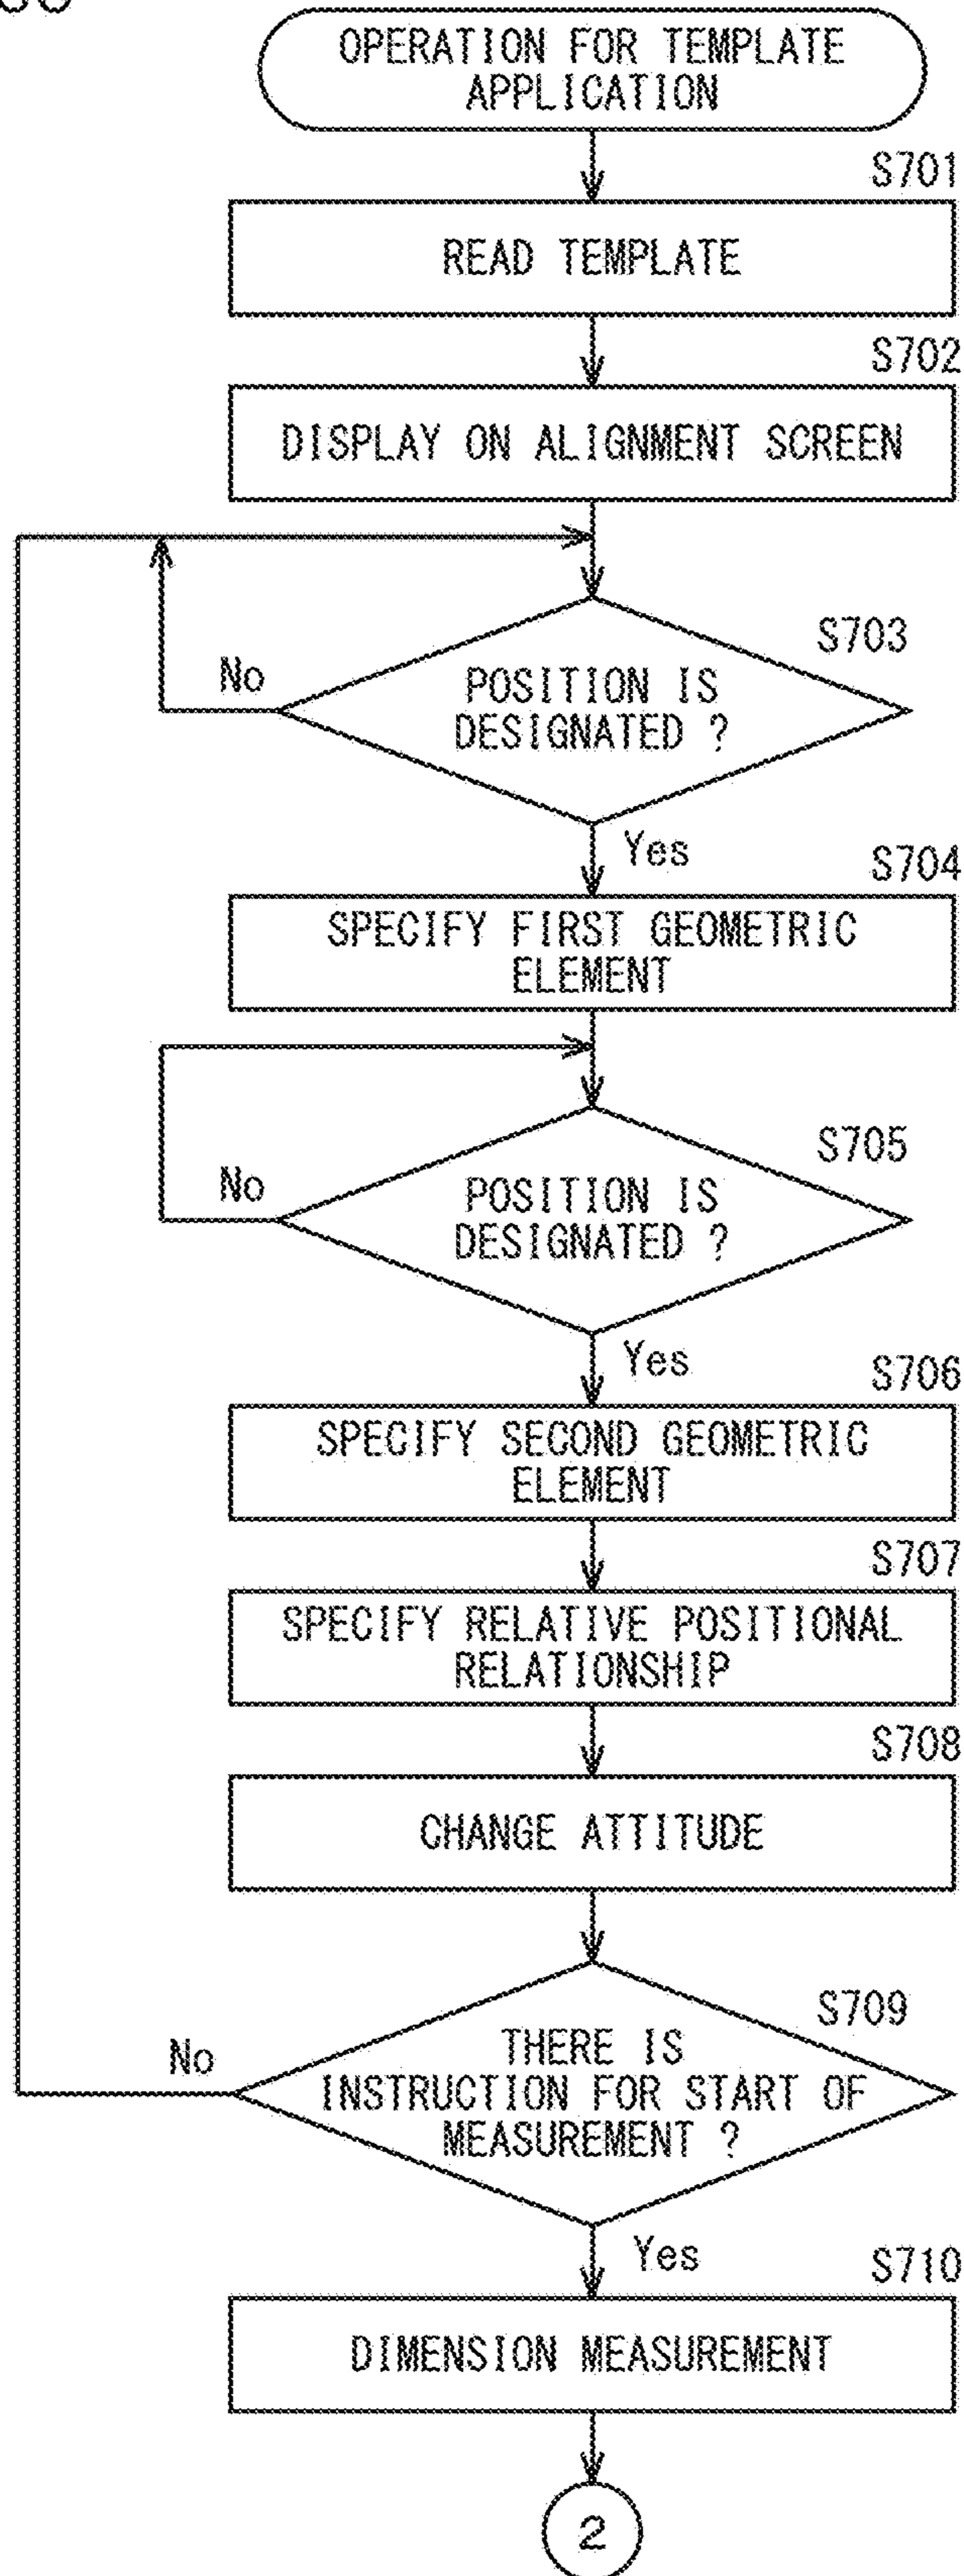 OPERATION FOR TEMPLATE
APPLICATION
S701
READ TEMPLATE
S702
DISPLAY ON ALIGNMENT SCREEN
S703
No
POSITION IS
DESIGNATED ?
Yes
S704
SPECIFY FIRST GEOMETRIC
ELEMENT
S705
No
POSITION IS
DESIGNATED ?
Yes
S706
SPECIFY SECOND GEOMETRIC
ELEMENT
S707
SPECIFY RELATIVE POSITIONAL
RELATIONSHIP
S708
CHANGE ATTITUDE
S709
No
THERE IS
INSTRUCTION FOR START OF
MEASUREMENT ?
Yes
S710
DIMENSION MEASUREMENT
2